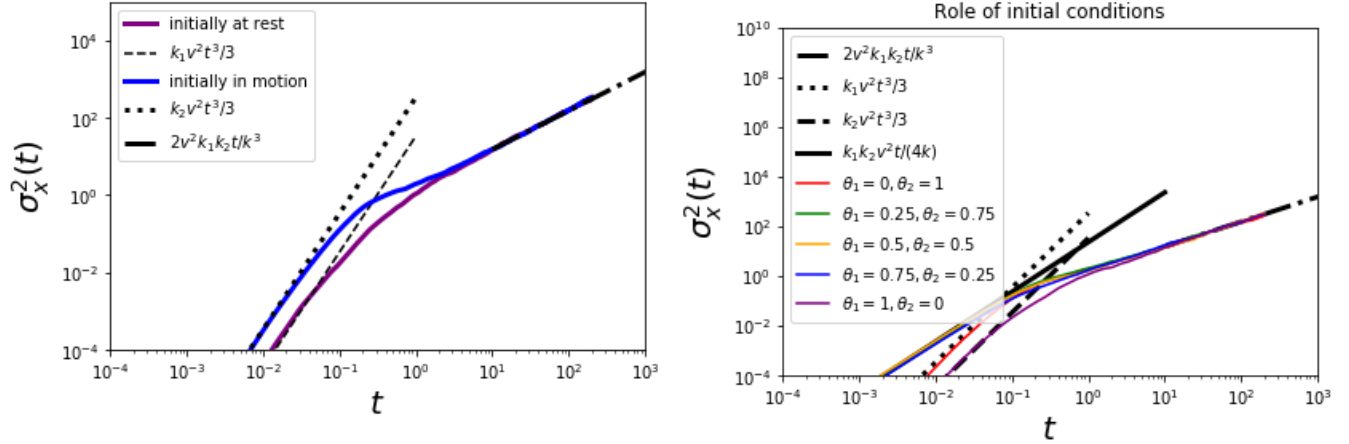 initially at rest
k₁v²t³/3
initially in motion
k₂v²t³/3
2v²k₁k₂t/k³
10⁴
10²
10⁰
10⁻²
10⁻⁴
σ²ₓ(t)
10⁻⁴ 10⁻³ 10⁻² 10⁻¹ 10⁰ 10¹ 10² 10³
t
Role of initial conditions
2v²k₁k₂t/k³
k₁v²t³/3
k₂v²t³/3
k₁k₂v²t/(4k)
θ₁ = 0, θ₂ = 1
θ₁ = 0.25, θ₂ = 0.75
θ₁ = 0.5, θ₂ = 0.5
θ₁ = 0.75, θ₂ = 0.25
θ₁ = 1, θ₂ = 0
10¹⁰
10⁸
10⁶
10⁴
10²
10⁰
10⁻²
10⁻⁴
σ²ₓ(t)
10⁻⁴ 10⁻³ 10⁻² 10⁻¹ 10⁰ 10¹ 10² 10³
t